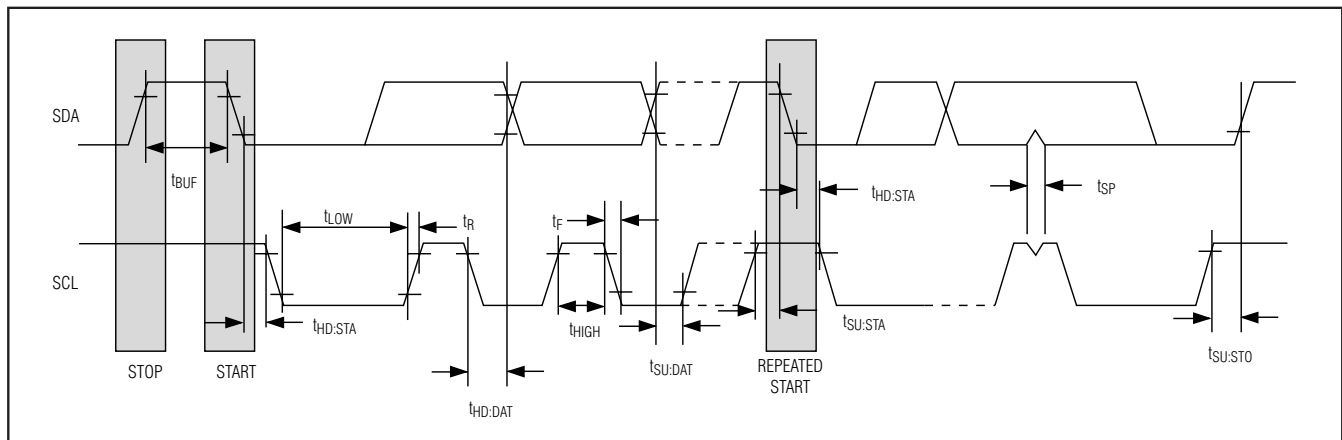 SDA
tBUF
tLOW
tR
tF
tHD:STA
tSP
SCL
tHD:STA
tHIGH
tSU:DAT
tSU:STA
tSU:STO
STOP
START
REPEATED
START
tHD:DAT